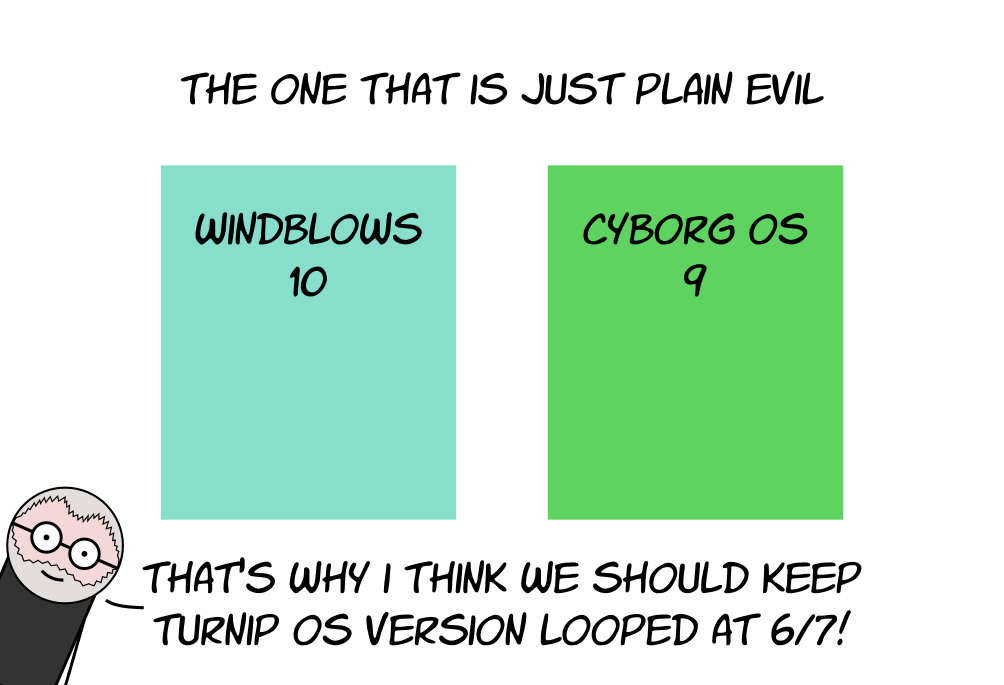 THE ONE THAT IS JUST PLAIN EVIL
WINDBLOWS
10
CYBORG OS
9
THAT'S WHY I THINK WE SHOULD KEEP
TURNIP OS VERSION LOOPED AT 6/7!